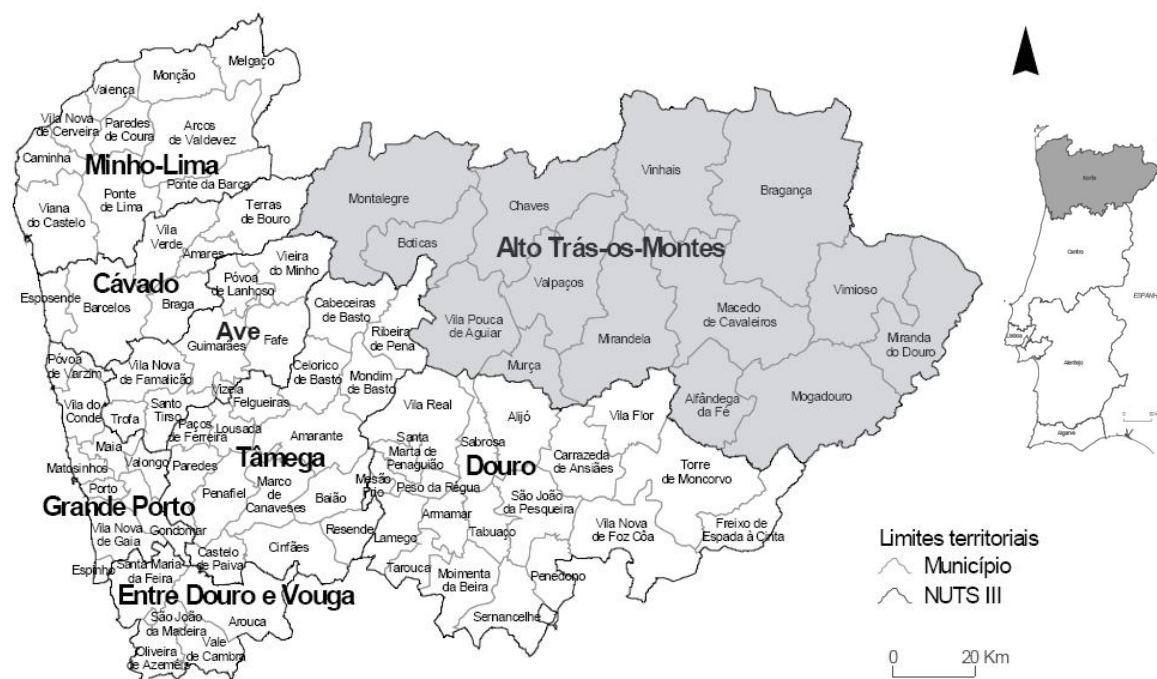 Melgaço
Monção
Valença
Vila Nova
de Cerveira
Paredes
de Coura
Arcos
de Valdevez
Caminha
Minho-Lima
Ponte da Barca
Viana
do Castelo
Ponte
de Lima
Terras
de Bouro
Vila
Verde
Amares
Vieira
do Minho
Cávado
Póvoa
de Lanhoso
Esposende
Barcelos
Braga
Cabeceiras
de Basto
Ave
Guimarães
Fafe
Ribeira
de Pena
Póvoa
de Varzim
Vila Nova
de Famalicão
Celorico
de Basto
Mondim
de Basto
Vizela
Felgueiras
Vila do
Conde
Trofa
Santo
Tirso
Paços
de Ferreira
Lousada
Amarante
Maia
Valongo
Matosinhos
Paredes
Tâmega
Porto
Penafiel
Marco
de
Canaveses
Baião
Grande Porto
Vila Nova
de Gaia
Gondomar
Resende
Castelo
de Paiva
Cinfães
Espinho
Santa Maria
da Feira
Entre Douro e Vouga
São João
da Madeira
Arouca
Oliveira
de Azeméis
Vale
de Cambra
Montalegre
Chaves
Vinhais
Bragança
Boticas
Alto Trás-os-Montes
Valpaços
Vimioso
Macedo
de Cavaleiros
Vila Pouca
de Aguiar
Mirandela
Miranda
do Douro
Murça
Mogadouro
Alfândega
da Fé
Vila Real
Alijó
Vila Flor
Santa
Marta de
Penaguião
Sabrosa
Douro
Carrazeda
de Ansiães
Torre
de Moncorvo
Mesão
Frio
Peso da Régua
São João
da Pesqueira
Armamar
Vila Nova
de Foz Côa
Freixo de
Espada à Cinta
Lamego
Tabuaço
Tarouca
Moimenta
da Beira
Penedono
Sernancelhe
Norte
Centro
ESPANH
Lisboa
Alentejo
Algarve
Limites territoriais
Município
NUTS III
0 20 Km